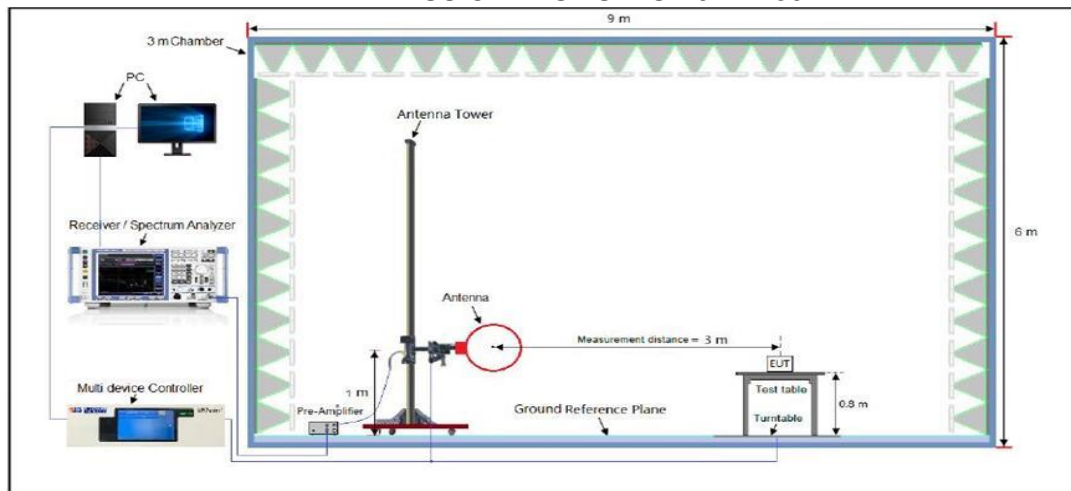 9 m
3 m Chamber
PC
Antenna Tower
Receiver / Spectrum Analyzer
6 m
Antenna
Measurement distance = 3 m
EUT
Multi device Controller
1 m
Test table
0.8 m
Pre-Amplifier
Ground Reference Plane
Turntable